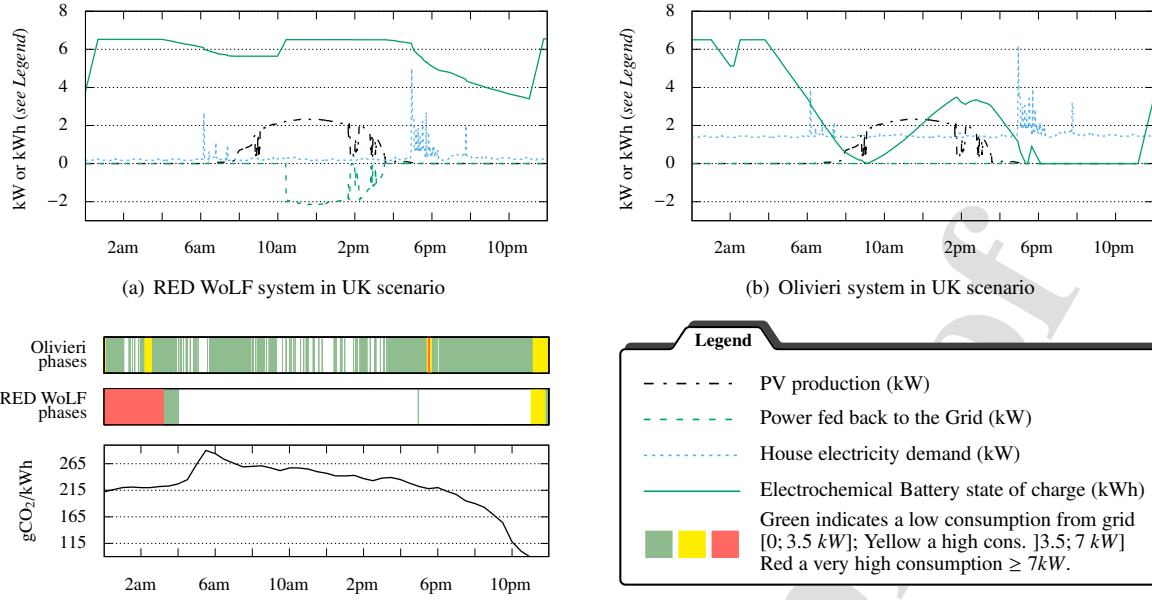 8
6
4
2
0
−2
kW or kWh (see Legend)
2am 6am 10am 2pm 6pm 10pm
(a) RED WoLF system in UK scenario
8
6
4
2
0
−2
kW or kWh (see Legend)
2am 6am 10am 2pm 6pm 10pm
(b) Olivieri system in UK scenario
Olivieri
phases
RED WoLF
phases
265
215
165
115
gCO2/kWh
2am 6am 10am 2pm 6pm 10pm
Legend
PV production (kW)
Power fed back to the Grid (kW)
House electricity demand (kW)
Electrochemical Battery state of charge (kWh)
Green indicates a low consumption from grid
[0; 3.5 kW]; Yellow a high cons. ]3.5; 7 kW]
Red a very high consumption ≥ 7kW.